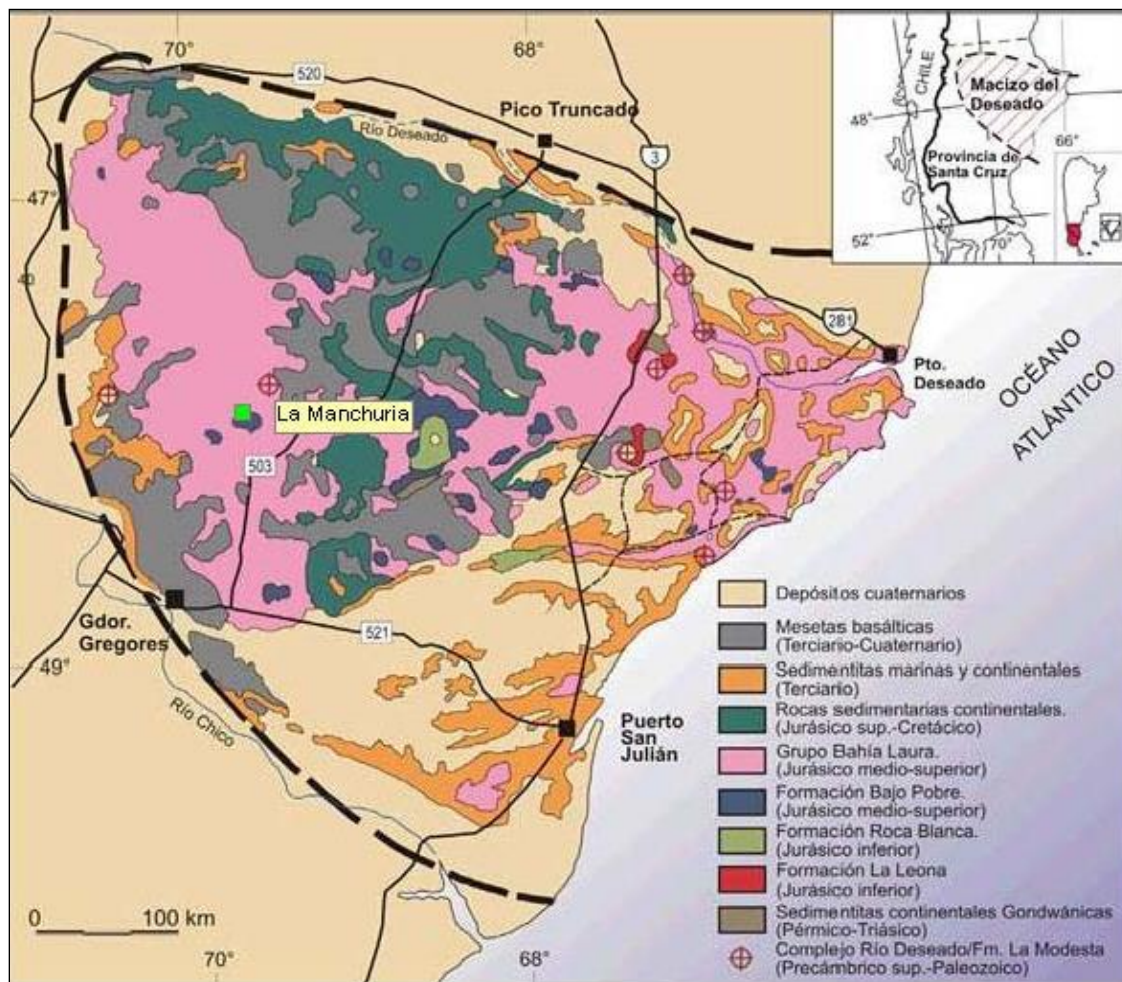 70°
68°
520
Pico Truncado
Río Deseado
3
47°
281
Pto.
Deseado
OCÉANO
ATLÁNTICO
La Manchuria
503
Gdor.
Gregores
521
49°
Río Chico
Puerto
San
Julián
0 100 km
70°
68°
CHILE
Macizo del
Deseado
48°
66°
Provincia de
Santa Cruz
52°
70°
Depósitos cuaternarios
Mesetas basálticas
(Terciario-Cuaternario)
Sedimentitas marinas y continentales
(Terciario)
Rocas sedimentarias continentales.
(Jurásico sup.-Cretácico)
Grupo Bahía Laura.
(Jurásico medio-superior)
Formación Bajo Pobre.
(Jurásico medio-superior)
Formación Roca Blanca.
(Jurásico inferior)
Formación La Leona
(Jurásico inferior)
Sedimentitas continentales Gondwánicas
(Pérmico-Triásico)
Complejo Río Deseado/Fm. La Modesta
(Precámbrico sup.-Paleozoico)